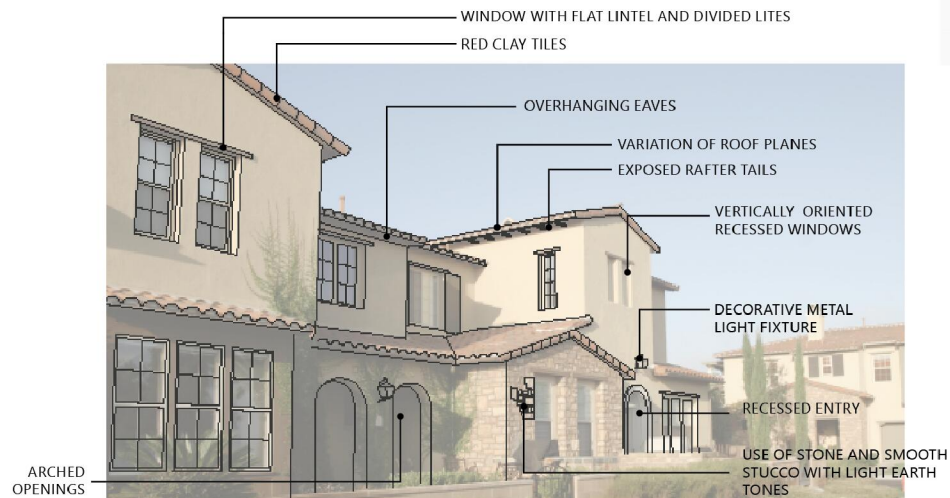 WINDOW WITH FLAT LINTEL AND DIVIDED LITES
RED CLAY TILES
OVERHANGING EAVES
VARIATION OF ROOF PLANES
EXPOSED RAFTER TAILS
VERTICALLY ORIENTED
RECESSED WINDOWS
DECORATIVE METAL
LIGHT FIXTURE
RECESSED ENTRY
USE OF STONE AND SMOOTH
STUCCO WITH LIGHT EARTH
TONES
ARCHED
OPENINGS